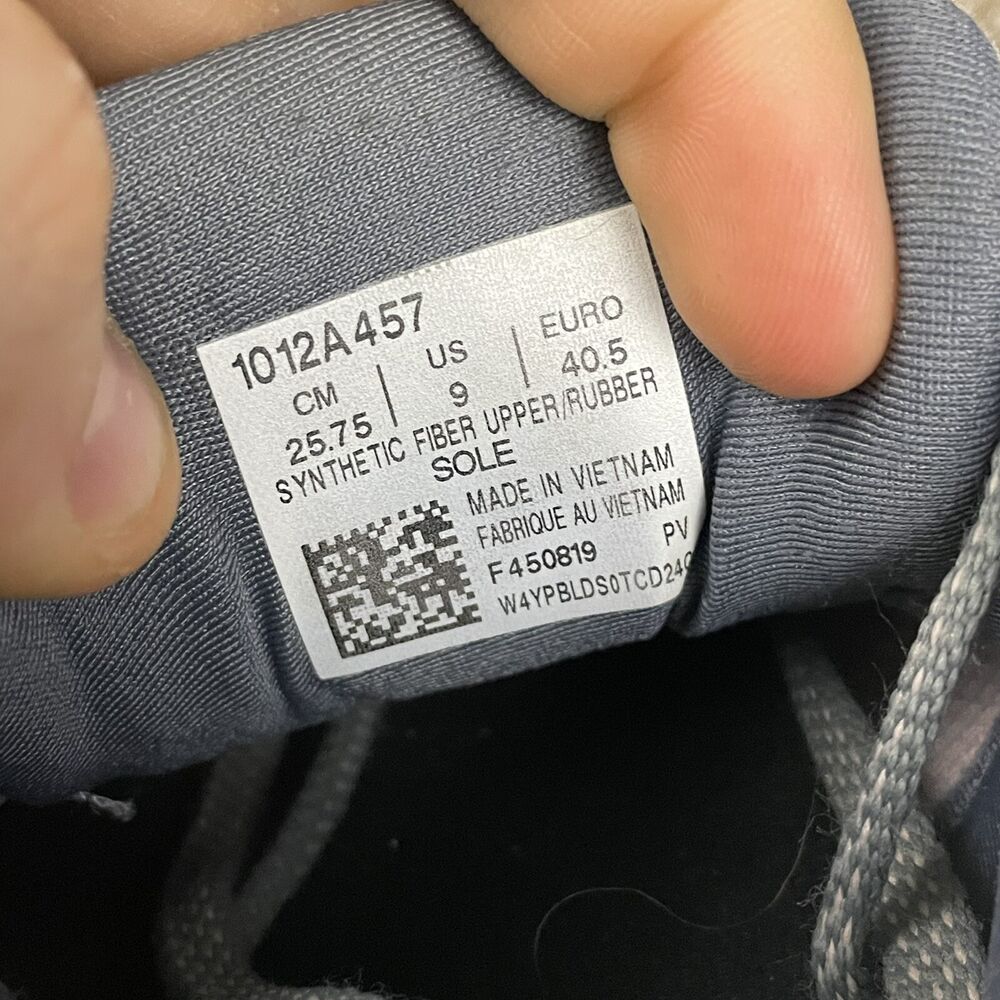 1012A457
CM | US | EURO
25.75 | 9 | 40.5
SYNTHETIC FIBER UPPER/RUBBER
SOLE
MADE IN VIETNAM
FABRIQUE AU VIETNAM
F450819 PV
W4YPBLDS0TCD24